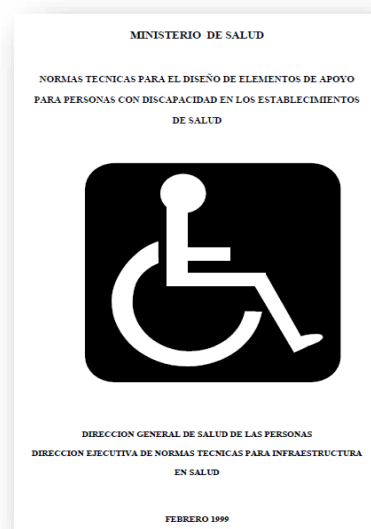 MINISTERIO DE SALUD
NORMAS TECNICAS PARA EL DISEÑO DE ELEMENTOS DE APOYO
PARA PERSONAS CON DISCAPACIDAD EN LOS ESTABLECIMIENTOS
DE SALUD
DIRECCION GENERAL DE SALUD DE LAS PERSONAS
DIRECCION EJECUTIVA DE NORMAS TECNICAS PARA INFRAESTRUCTURA
EN SALUD
FEBRERO 1999